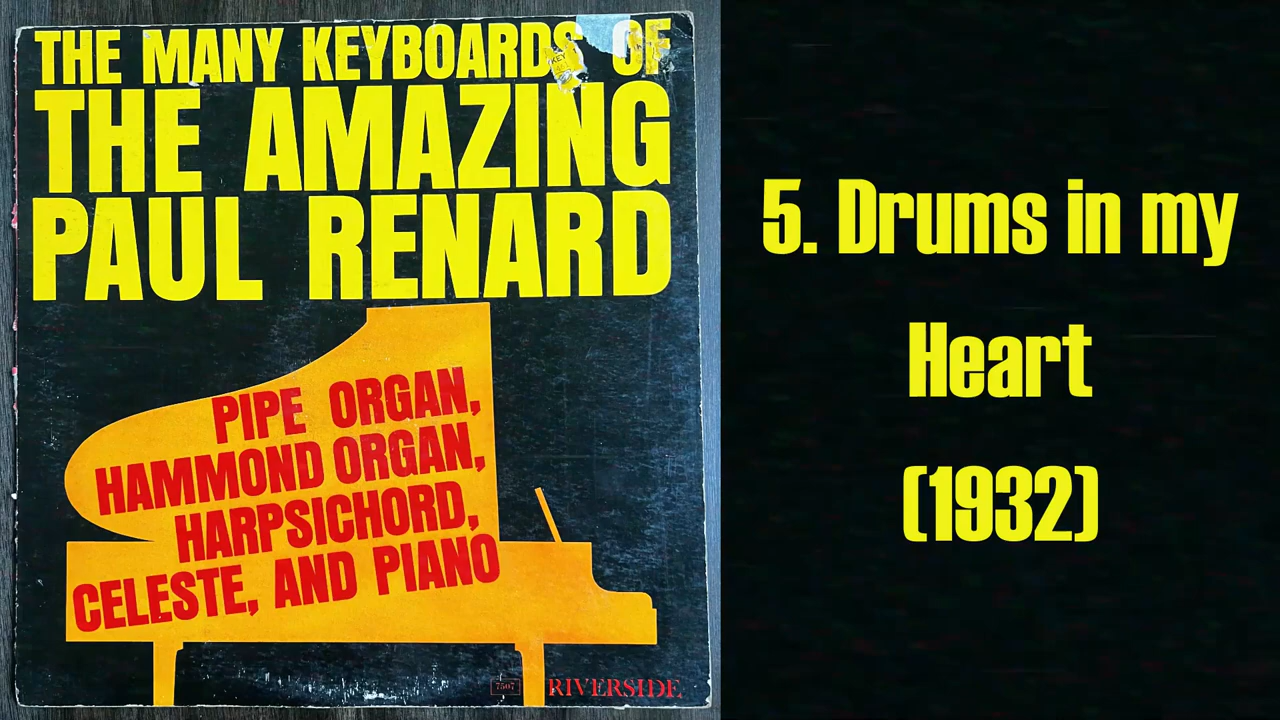 THE MANY KEYBOARDS OF
THE AMAZING
PAUL RENARD
PIPE ORGAN,
HAMMOND ORGAN,
HARPSICHORD,
CELESTE, AND PIANO
7507 RIVERSIDE
5. Drums in my
Heart
(1932)